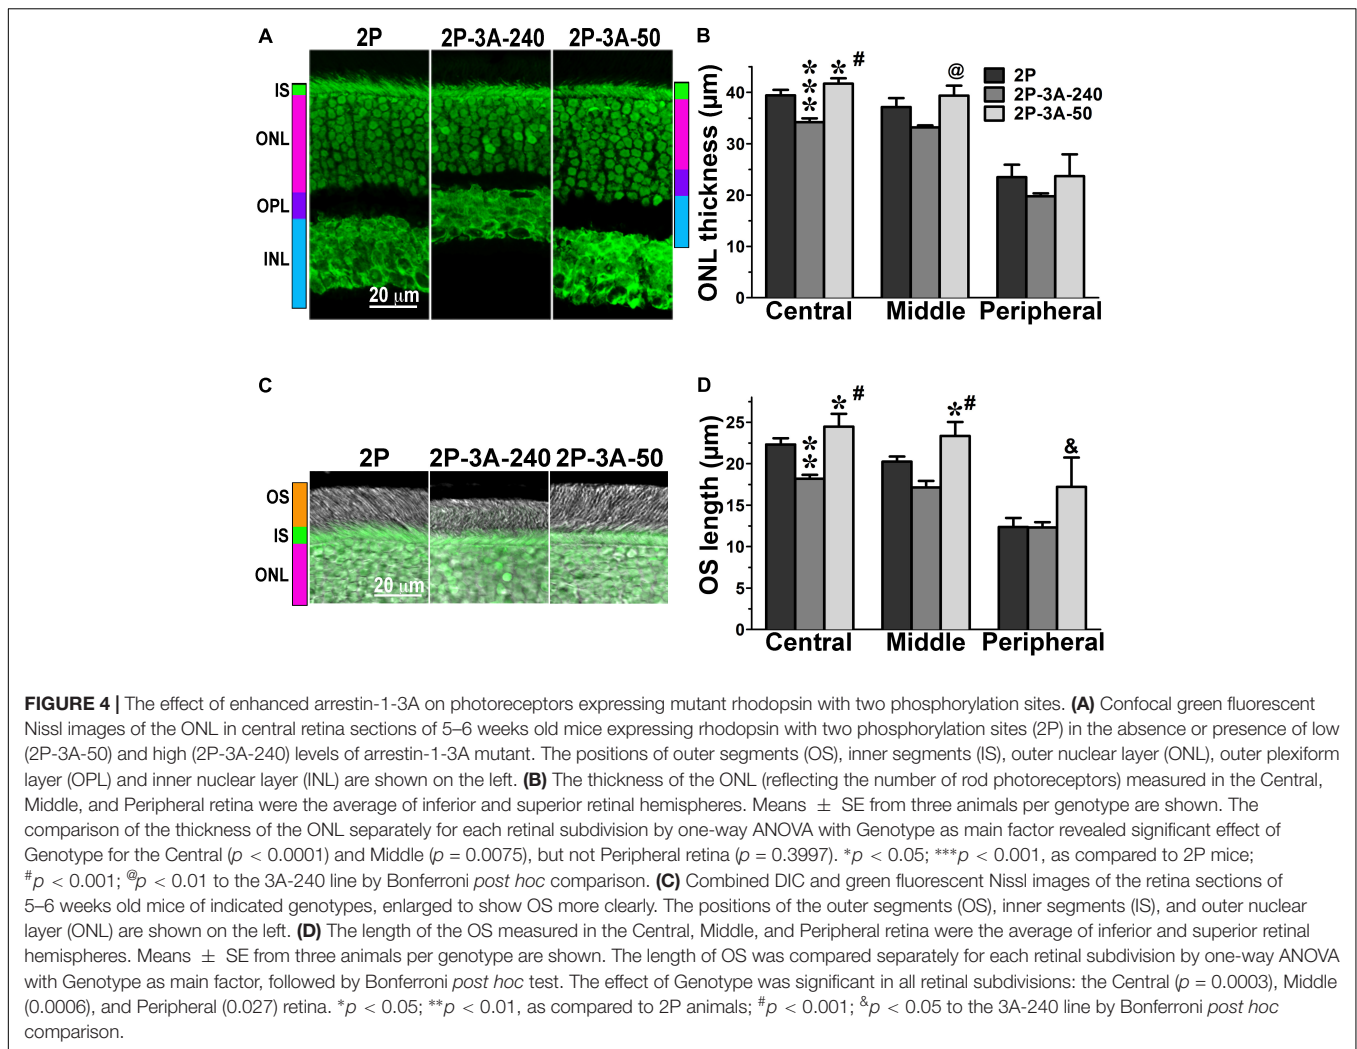 A
2P 2P-3A-240 2P-3A-50
IS
ONL
OPL
INL
20 µm
B
ONL thickness (µm)
40
30
20
10
0
*** * # @
2P
2P-3A-240
2P-3A-50
Central Middle Peripheral
C
2P 2P-3A-240 2P-3A-50
OS
IS
ONL
20 µm
D
OS length (µm)
25
20
15
10
5
0
** * # * # &
Central Middle Peripheral
FIGURE 4 | The effect of enhanced arrestin-1-3A on photoreceptors expressing mutant rhodopsin with two phosphorylation sites. (A) Confocal green fluorescent
Nissl images of the ONL in central retina sections of 5–6 weeks old mice expressing rhodopsin with two phosphorylation sites (2P) in the absence or presence of low
(2P-3A-50) and high (2P-3A-240) levels of arrestin-1-3A mutant. The positions of outer segments (OS), inner segments (IS), outer nuclear layer (ONL), outer plexiform
layer (OPL) and inner nuclear layer (INL) are shown on the left. (B) The thickness of the ONL (reflecting the number of rod photoreceptors) measured in the Central,
Middle, and Peripheral retina were the average of inferior and superior retinal hemispheres. Means ± SE from three animals per genotype are shown. The
comparison of the thickness of the ONL separately for each retinal subdivision by one-way ANOVA with Genotype as main factor revealed significant effect of
Genotype for the Central (p < 0.0001) and Middle (p = 0.0075), but not Peripheral retina (p = 0.3997). *p < 0.05; ***p < 0.001, as compared to 2P mice;
#p < 0.001; @p < 0.01 to the 3A-240 line by Bonferroni post hoc comparison. (C) Combined DIC and green fluorescent Nissl images of the retina sections of
5–6 weeks old mice of indicated genotypes, enlarged to show OS more clearly. The positions of the outer segments (OS), inner segments (IS), and outer nuclear
layer (ONL) are shown on the left. (D) The length of the OS measured in the Central, Middle, and Peripheral retina were the average of inferior and superior retinal
hemispheres. Means ± SE from three animals per genotype are shown. The length of OS was compared separately for each retinal subdivision by one-way ANOVA
with Genotype as main factor, followed by Bonferroni post hoc test. The effect of Genotype was significant in all retinal subdivisions: the Central (p = 0.0003), Middle
(0.0006), and Peripheral (0.027) retina. *p < 0.05; **p < 0.01, as compared to 2P animals; #p < 0.001; &p < 0.05 to the 3A-240 line by Bonferroni post hoc
comparison.